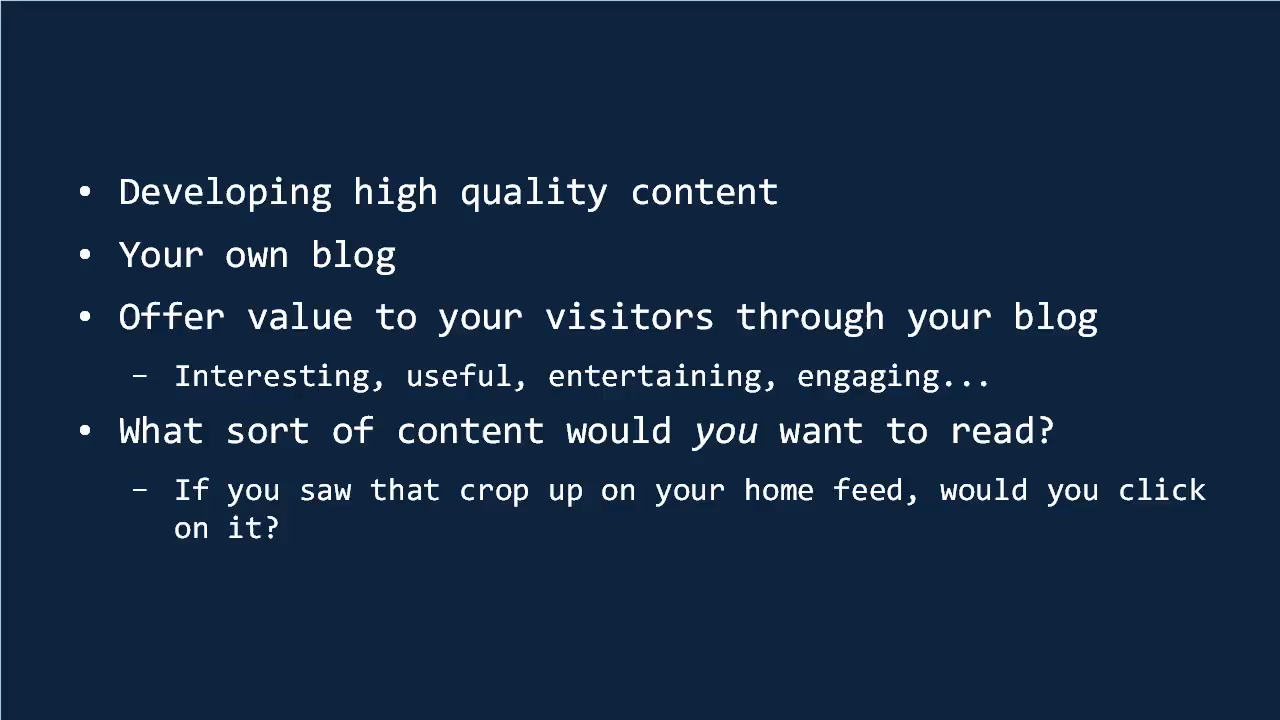 • Developing high quality content
• Your own blog
• Offer value to your visitors through your blog
– Interesting, useful, entertaining, engaging...
• What sort of content would you want to read?
– If you saw that crop up on your home feed, would you click
on it?